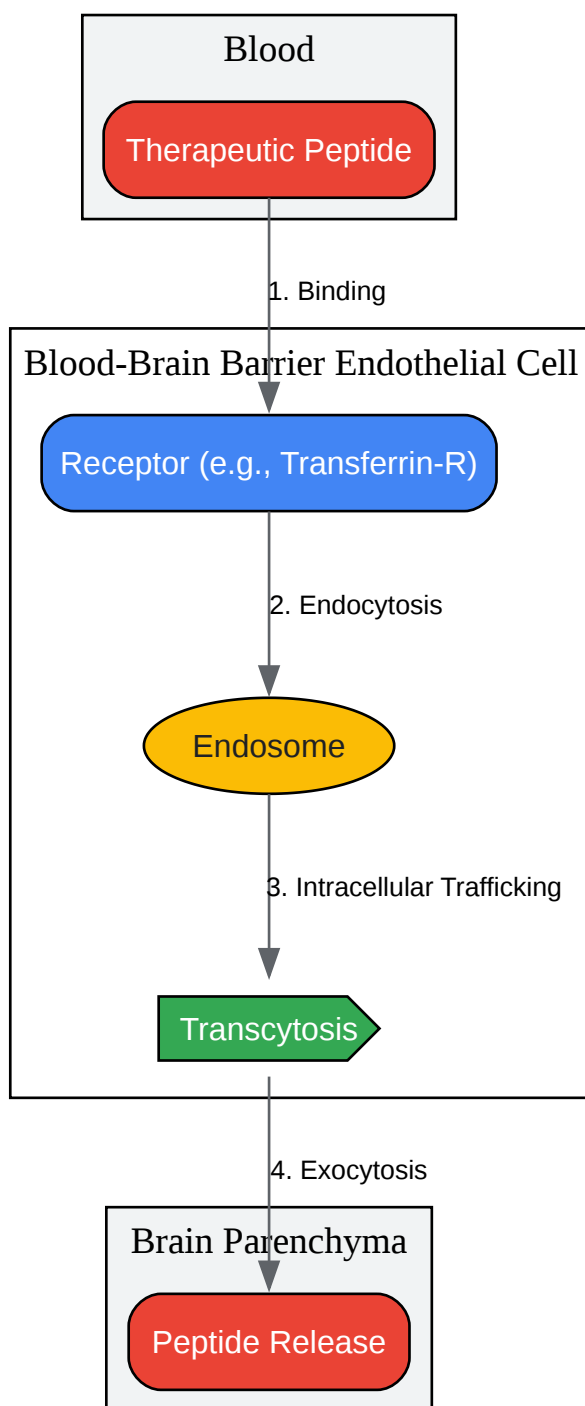 Blood
Therapeutic Peptide
1. Binding
Blood-Brain Barrier Endothelial Cell
Receptor (e.g., Transferrin-R)
2. Endocytosis
Endosome
3. Intracellular Trafficking
Transcytosis
4. Exocytosis
Brain Parenchyma
Peptide Release